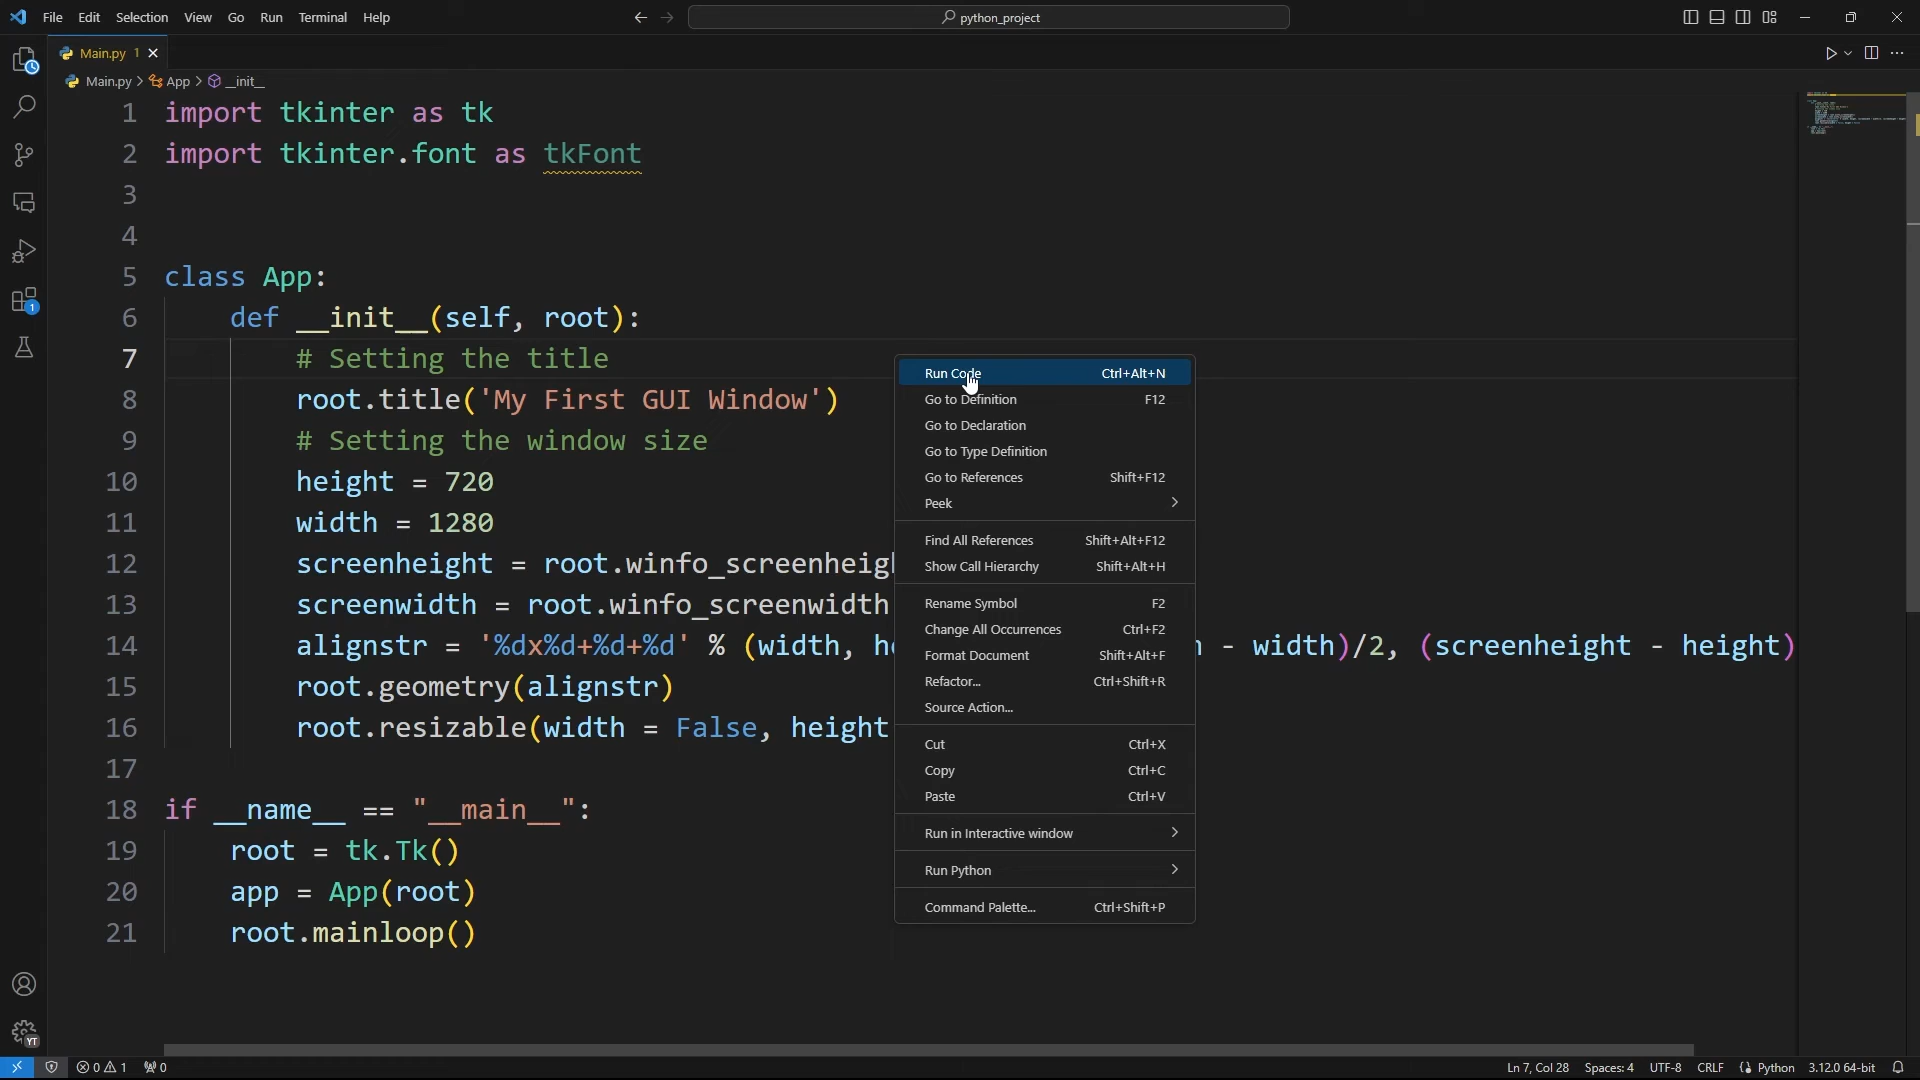 File Edit Selection View Go Run Terminal Help
python_project
Main.py 1
Main.py > App > __init__
1 import tkinter as tk
2 import tkinter.font as tkFont
3
4
5 class App:
6 def __init__(self, root):
7 # Setting the title
8 root.title('My First GUI Window')
9 # Setting the window size
10 height = 720
11 width = 1280
12 screenheight = root.winfo_screenheigh
13 screenwidth = root.winfo_screenwidth
14 alignstr = '%dx%d+%d+%d' % (width, he - width)/2, (screenheight - height)
15 root.geometry(alignstr)
16 root.resizable(width = False, height
17
18 if __name__ == "__main__":
19 root = tk.Tk()
20 app = App(root)
21 root.mainloop()
Run Code Ctrl+Alt+N
Go to Definition F12
Go to Declaration
Go to Type Definition
Go to References Shift+F12
Peek
Find All References Shift+Alt+F12
Show Call Hierarchy Shift+Alt+H
Rename Symbol F2
Change All Occurrences Ctrl+F2
Format Document Shift+Alt+F
Refactor... Ctrl+Shift+R
Source Action...
Cut Ctrl+X
Copy Ctrl+C
Paste Ctrl+V
Run in Interactive window
Run Python
Command Palette... Ctrl+Shift+P
1
YT
0 1 0 Ln 7, Col 28 Spaces: 4 UTF-8 CRLF Python 3.12.0 64-bit